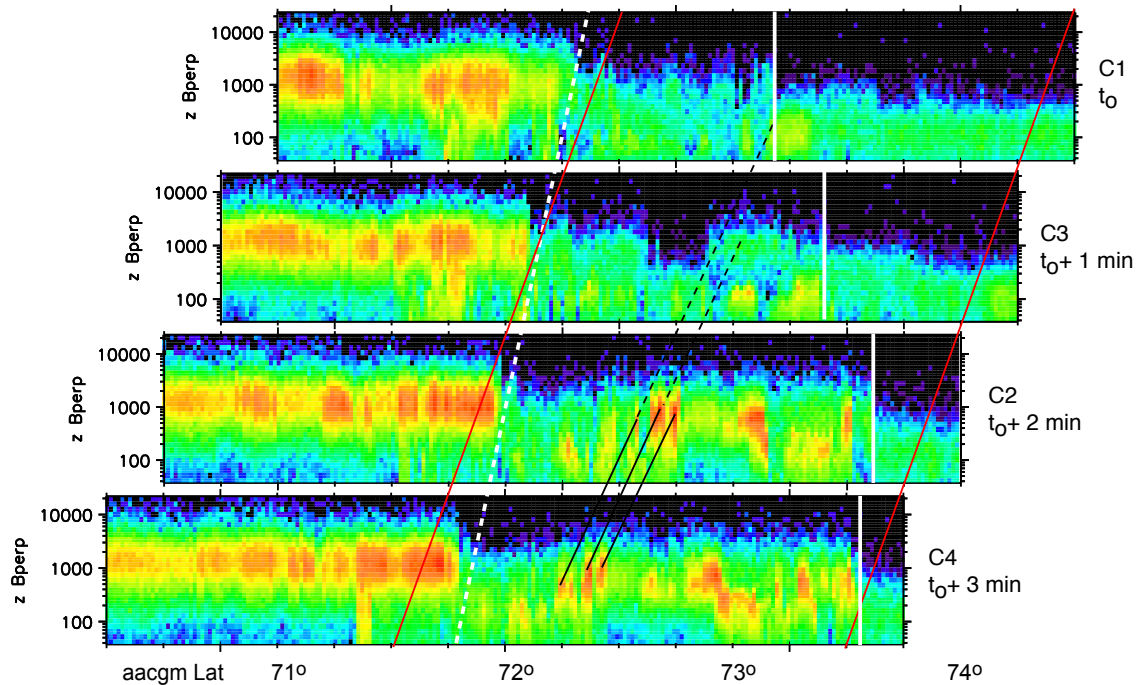 z Bperp
10000
1000
100
C1
to
z Bperp
10000
1000
100
C3
to+ 1 min
z Bperp
10000
1000
100
C2
to+ 2 min
z Bperp
10000
1000
100
C4
to+ 3 min
aacgm Lat 71o 72o 73o 74o